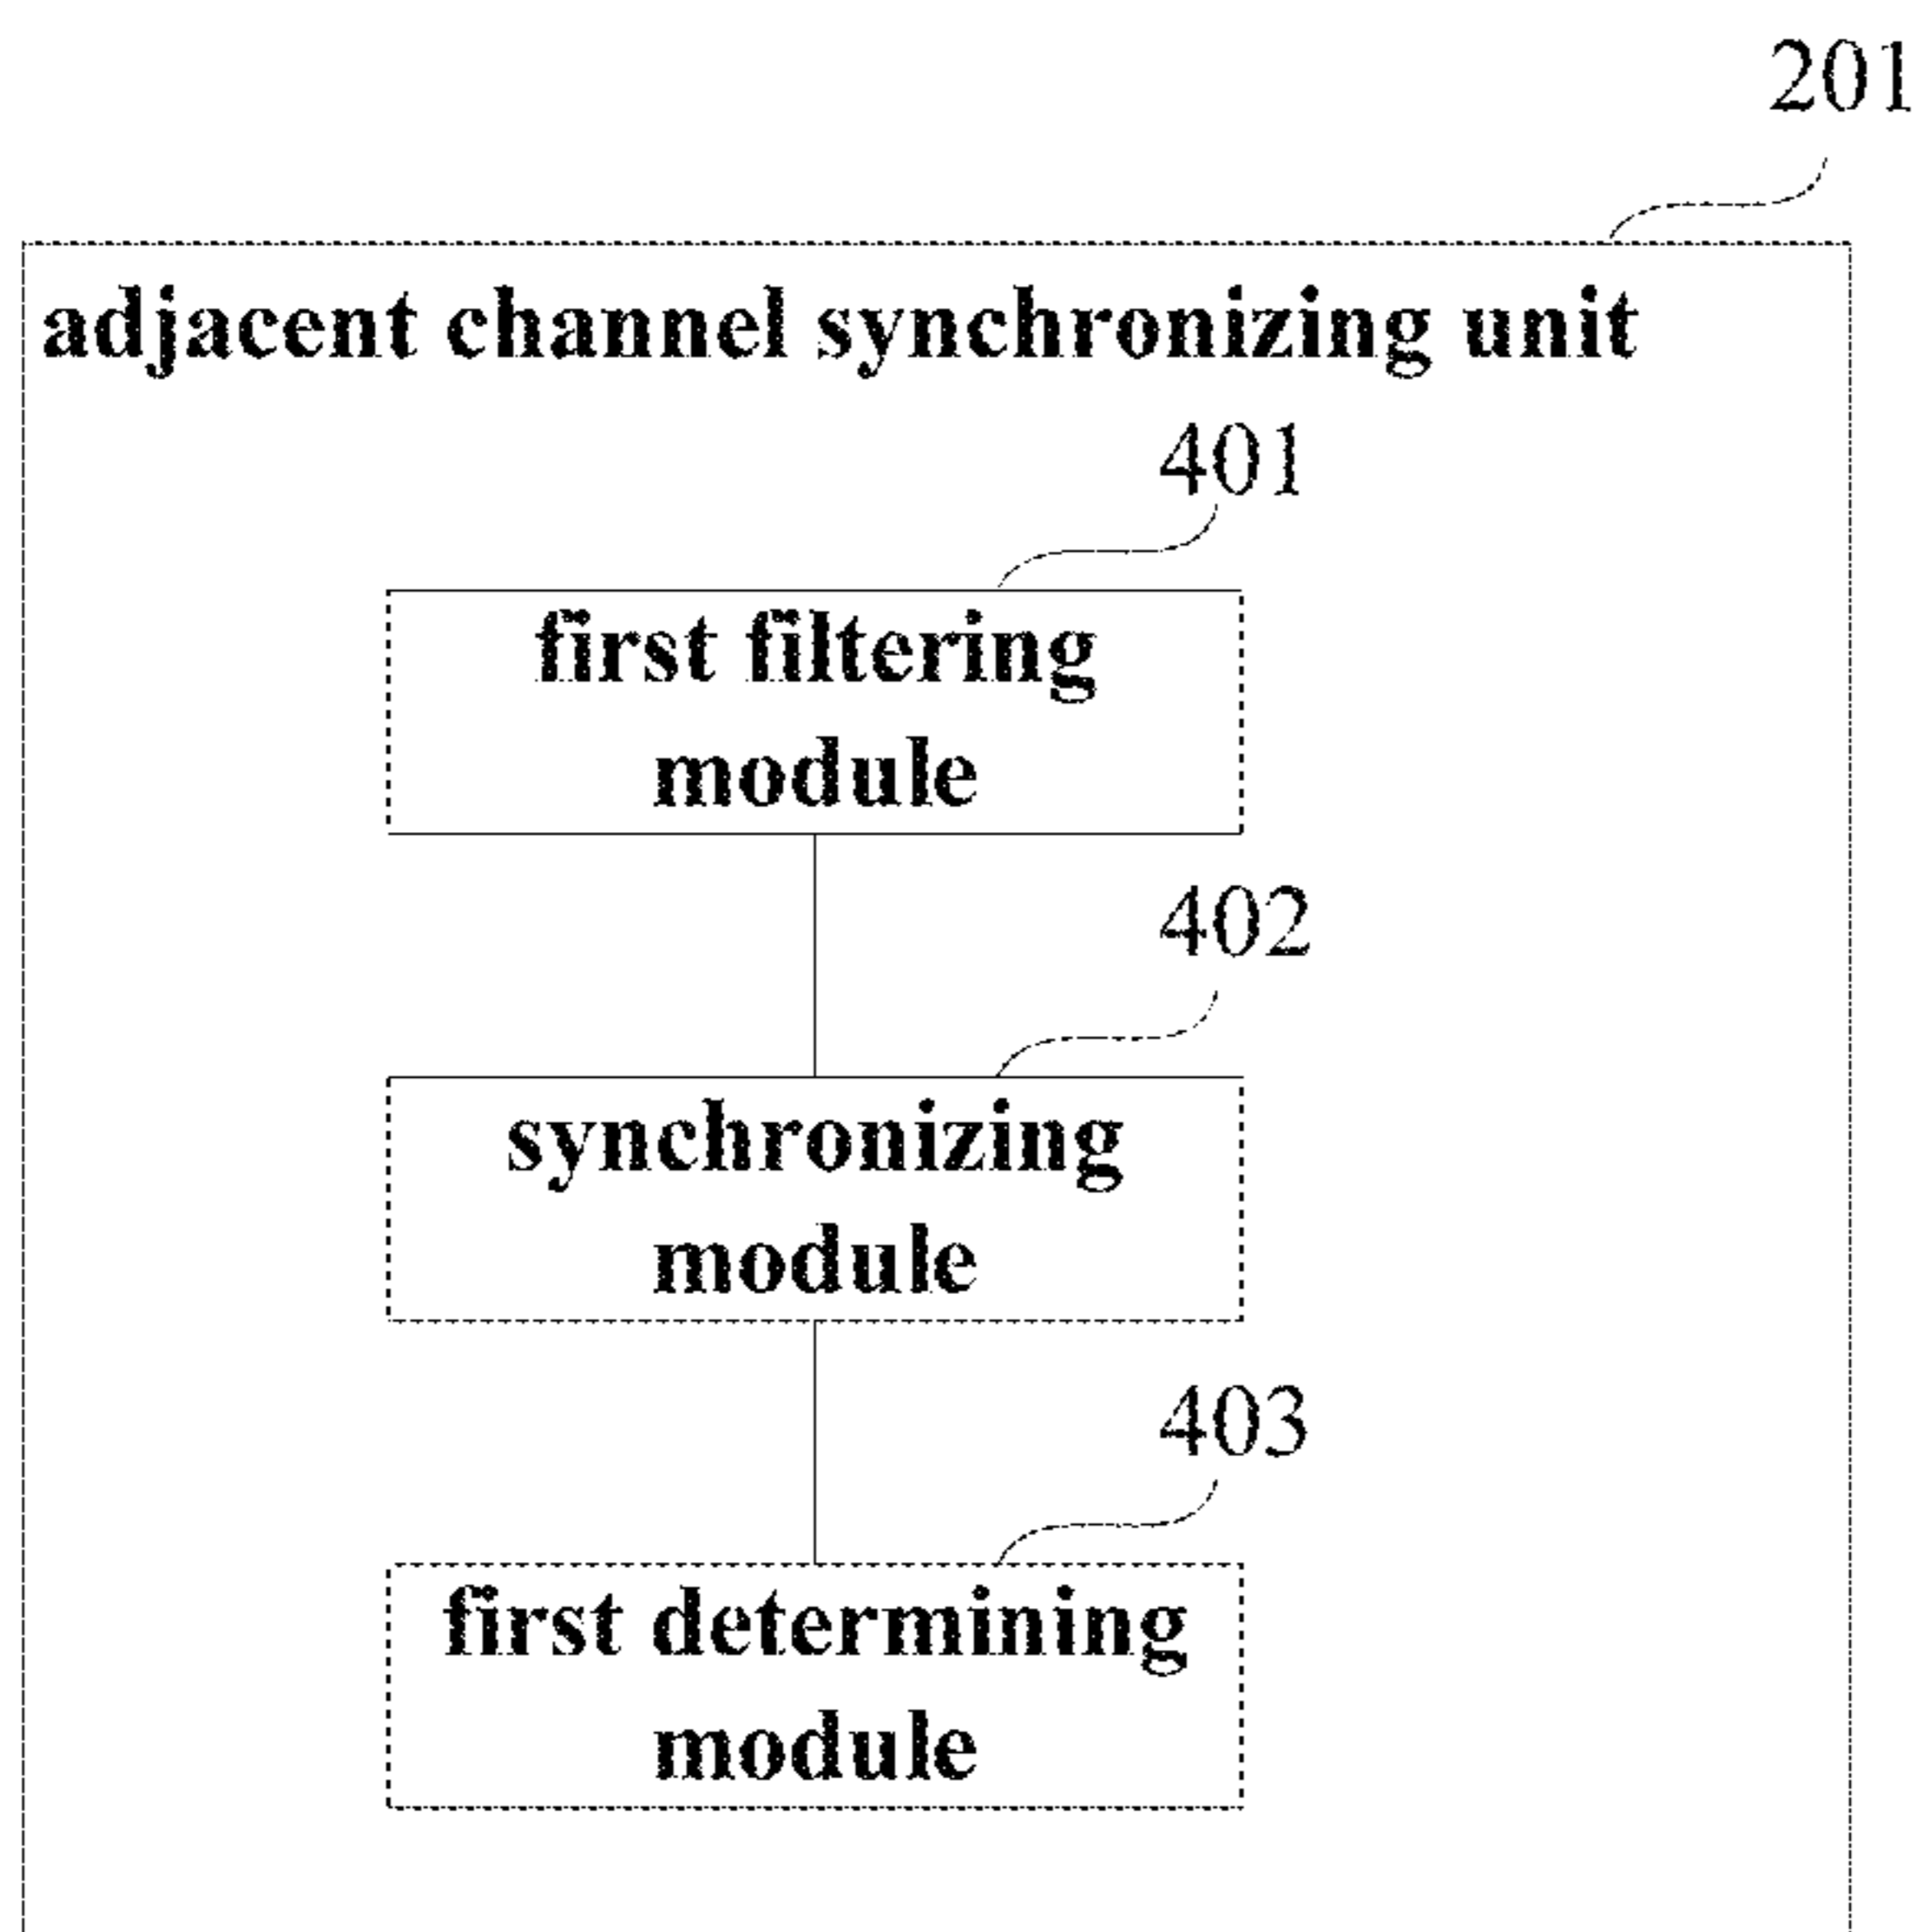 201
adjacent channel synchronizing unit
401
first filtering
module
402
synchronizing
module
403
first determining
module